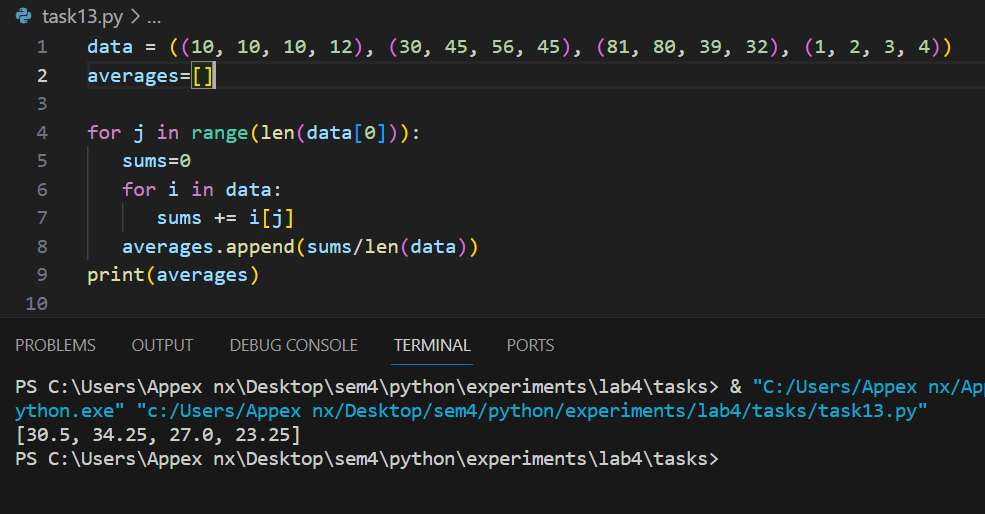 task13.py > ...
1 data = ((10, 10, 10, 12), (30, 45, 56, 45), (81, 80, 39, 32), (1, 2, 3, 4))
2 averages=[]
3
4 for j in range(len(data[0])):
5     sums=0
6     for i in data:
7         sums += i[j]
8     averages.append(sums/len(data))
9 print(averages)
10
PROBLEMS OUTPUT DEBUG CONSOLE TERMINAL PORTS
PS C:\Users\Appex nx\Desktop\sem4\python\experiments\lab4\tasks> & "C:/Users/Appex nx/Ap
ython.exe" "c:/Users/Appex nx/Desktop/sem4/python/experiments/lab4/tasks/task13.py"
[30.5, 34.25, 27.0, 23.25]
PS C:\Users\Appex nx\Desktop\sem4\python\experiments\lab4\tasks>